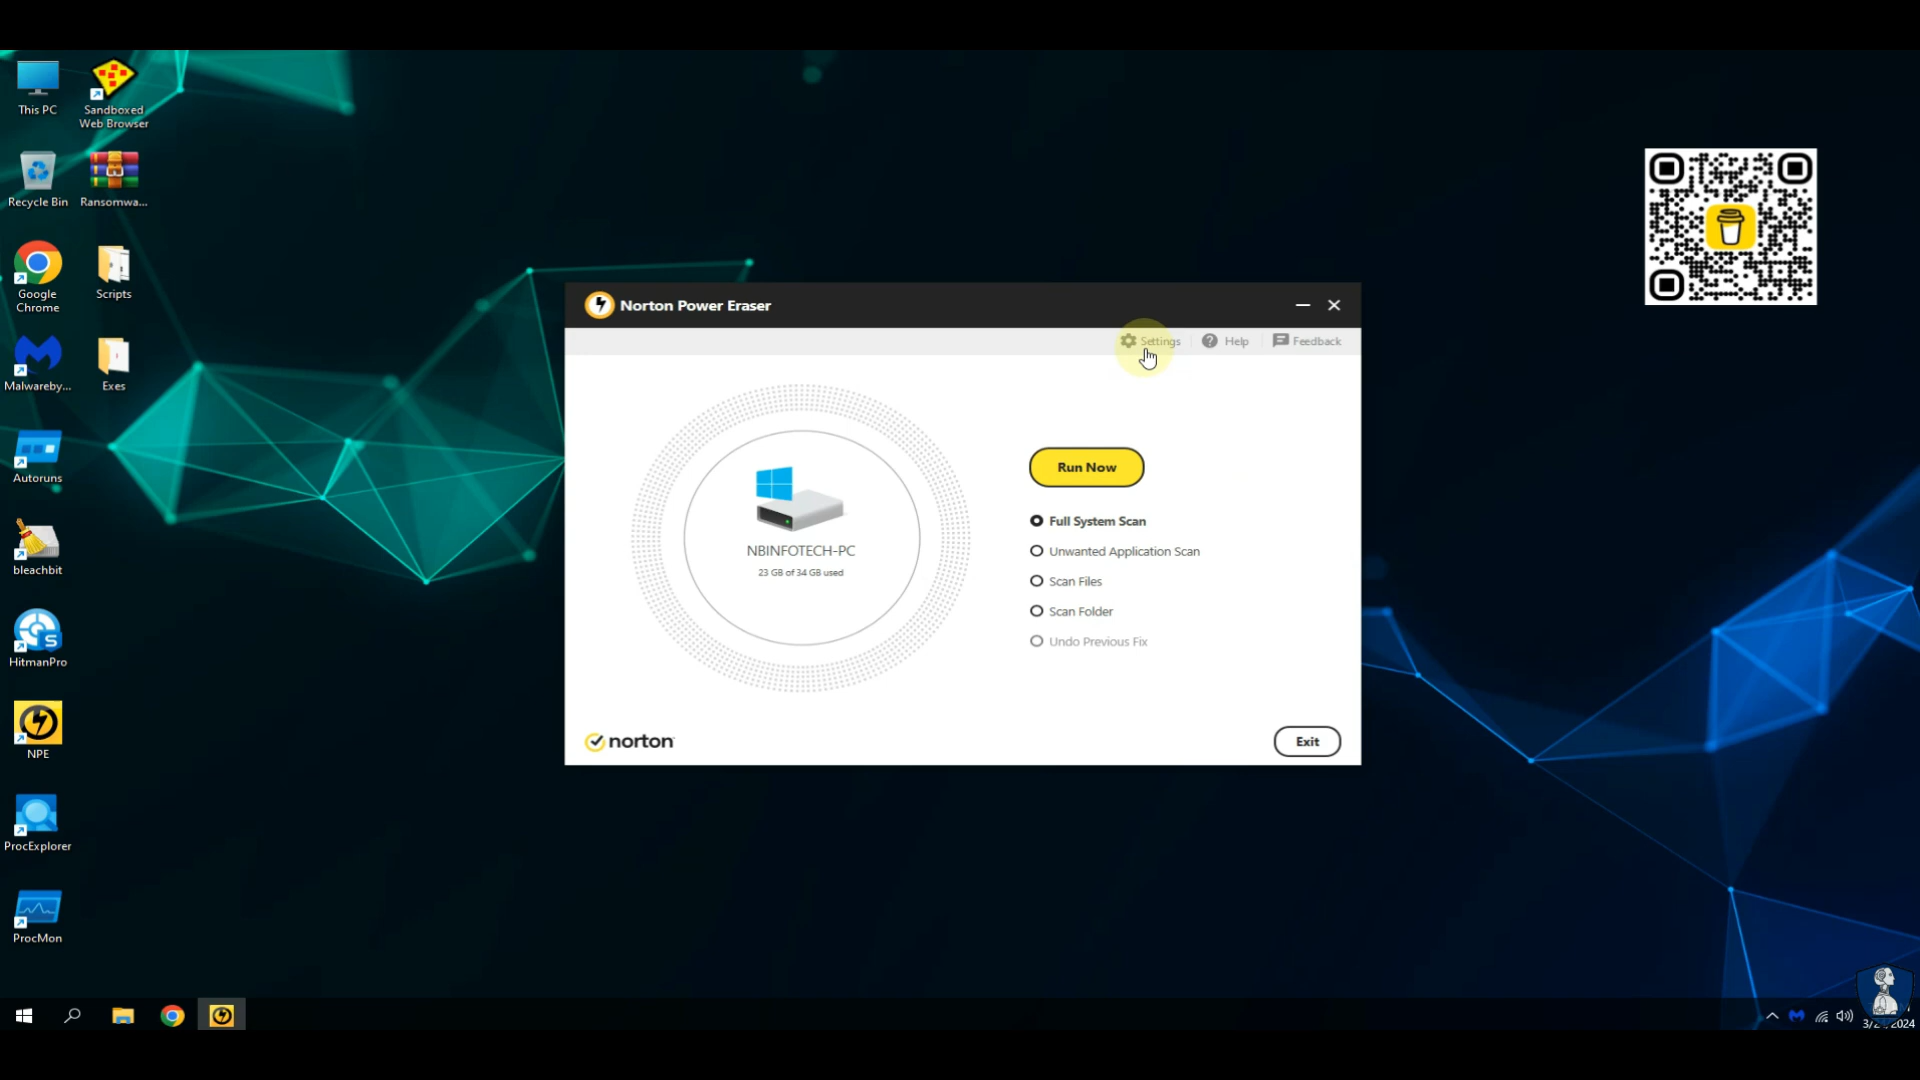 This PC
Sandboxed
Web Browser
Recycle Bin
Ransomwa...
Google
Chrome
Scripts
Malwareby...
Exes
Autoruns
bleachbit
HitmanPro
NPE
ProcExplorer
ProcMon
Norton Power Eraser
Settings
Help
Feedback
NBINFOTECH-PC
23 GB of 34 GB used
Run Now
Full System Scan
Unwanted Application Scan
Scan Files
Scan Folder
Undo Previous Fix
norton
Exit